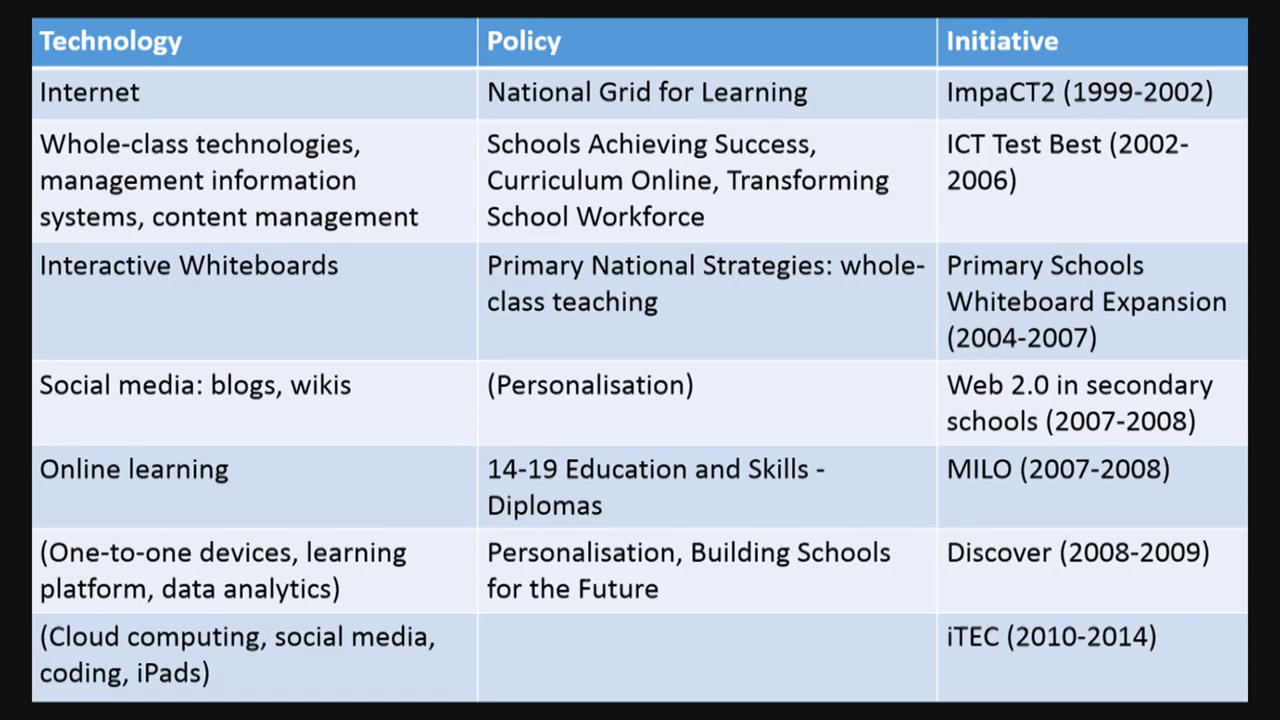 Technology
Policy
Initiative
Internet
National Grid for Learning
ImpaCT2 (1999-2002)
Whole-class technologies,
management information
systems, content management
Schools Achieving Success,
Curriculum Online, Transforming
School Workforce
ICT Test Best (2002-
2006)
Interactive Whiteboards
Primary National Strategies: whole-
class teaching
Primary Schools
Whiteboard Expansion
(2004-2007)
Social media: blogs, wikis
(Personalisation)
Web 2.0 in secondary
schools (2007-2008)
Online learning
14-19 Education and Skills -
Diplomas
MILO (2007-2008)
(One-to-one devices, learning
platform, data analytics)
Personalisation, Building Schools
for the Future
Discover (2008-2009)
(Cloud computing, social media,
coding, iPads)
iTEC (2010-2014)